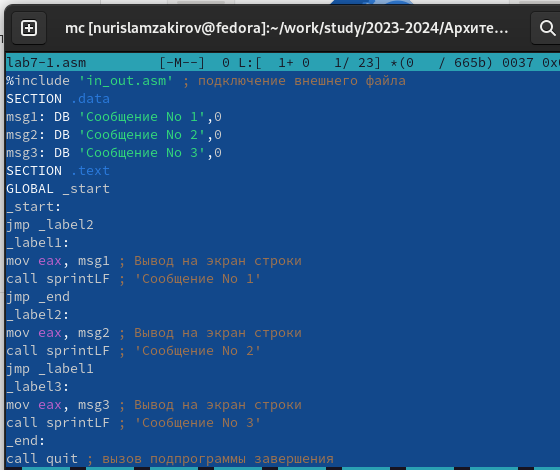 mc [nurislamzakirov@fedora]:~/work/study/2023-2024/Архите...
lab7-1.asm [-M--] 0 L:[ 1+ 0 1/ 23] *(0 / 665b) 0037 0x
%include 'in_out.asm' ; подключение внешнего файла
SECTION .data
msg1: DB 'Сообщение No 1',0
msg2: DB 'Сообщение No 2',0
msg3: DB 'Сообщение No 3',0
SECTION .text
GLOBAL _start
_start:
jmp _label2
_label1:
mov eax, msg1 ; Вывод на экран строки
call sprintLF ; 'Сообщение No 1'
jmp _end
_label2:
mov eax, msg2 ; Вывод на экран строки
call sprintLF ; 'Сообщение No 2'
jmp _label1
_label3:
mov eax, msg3 ; Вывод на экран строки
call sprintLF ; 'Сообщение No 3'
_end:
call quit ; вызов подпрограммы завершения